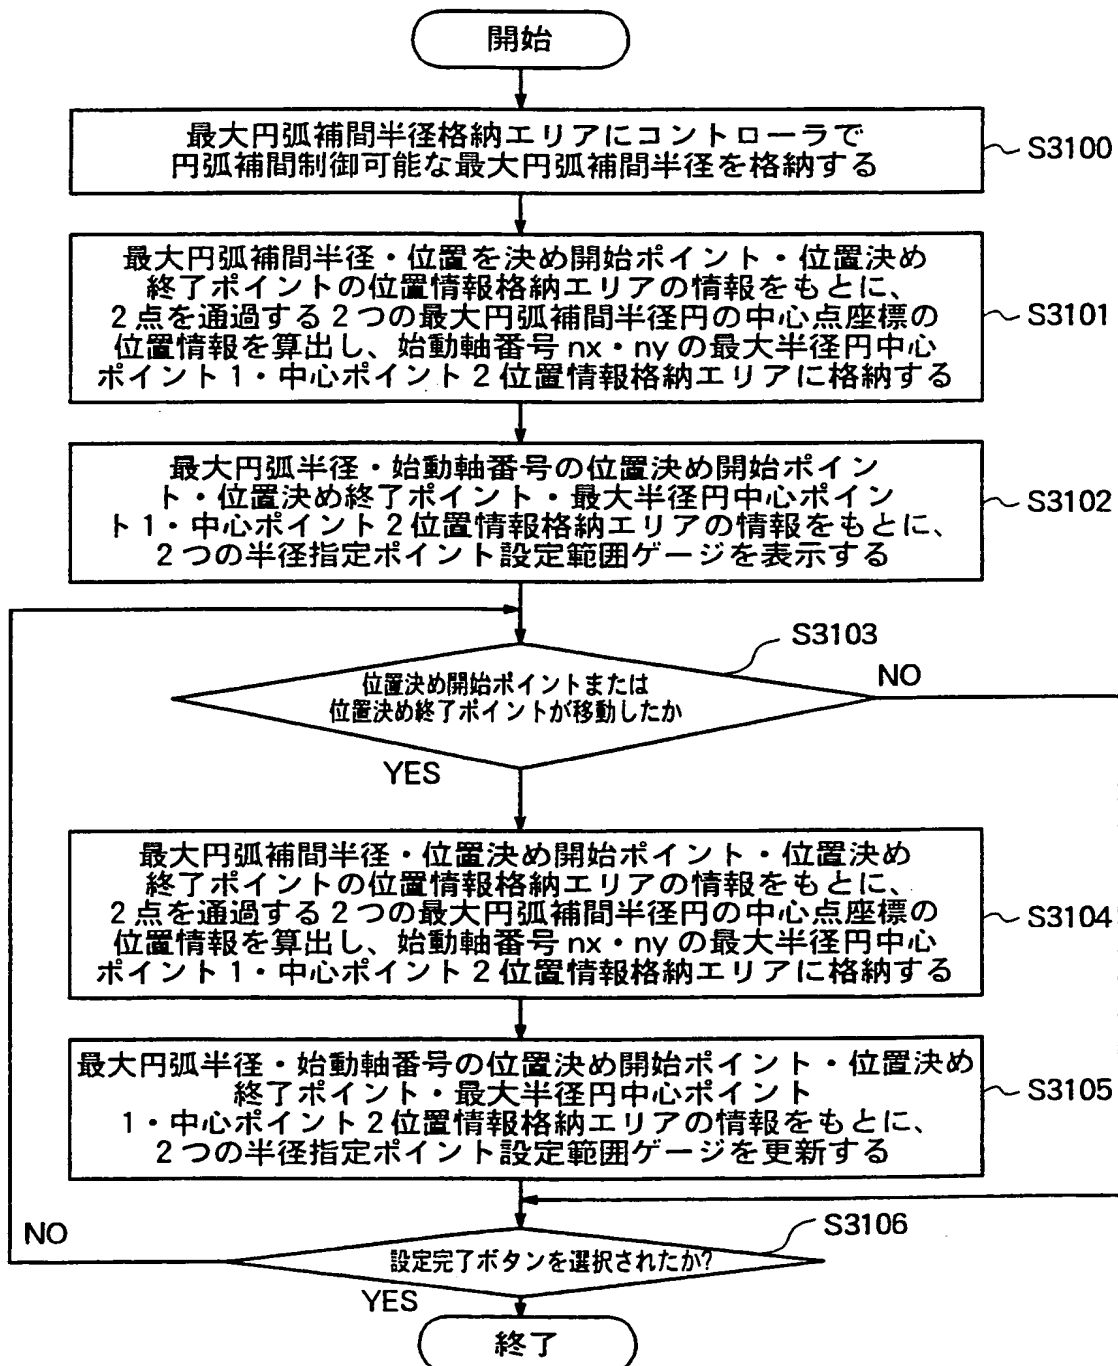 開始
最大円弧補間半径格納エリアにコントローラで
円弧補間制御可能な最大円弧補間半径を格納する
S3100
最大円弧補間半径・位置を決め開始ポイント・位置決め
終了ポイントの位置情報格納エリアの情報をもとに、
2点を通過する2つの最大円弧補間半径円の中心点座標の
位置情報を算出し、始動軸番号nx・nyの最大半径円中心
ポイント1・中心ポイント2位置情報格納エリアに格納する
S3101
最大円弧半径・始動軸番号の位置決め開始ポイン
ト・位置決め終了ポイント・最大半径円中心ポイン
ト1・中心ポイント2位置情報格納エリアの情報をもとに、
2つの半径指定ポイント設定範囲ゲージを表示する
S3102
S3103
位置決め開始ポイントまたは
位置決め終了ポイントが移動したか
NO
YES
最大円弧補間半径・位置決め開始ポイント・位置決め
終了ポイントの位置情報格納エリアの情報をもとに、
2点を通過する2つの最大円弧補間半径円の中心点座標の
位置情報を算出し、始動軸番号nx・nyの最大半径円中心
ポイント1・中心ポイント2位置情報格納エリアに格納する
S3104
最大円弧半径・始動軸番号の位置決め開始ポイント・位置決め
終了ポイント・最大半径円中心ポイント
1・中心ポイント2位置情報格納エリアの情報をもとに、
2つの半径指定ポイント設定範囲ゲージを更新する
S3105
S3106
設定完了ボタンを選択されたか?
NO
YES
終了